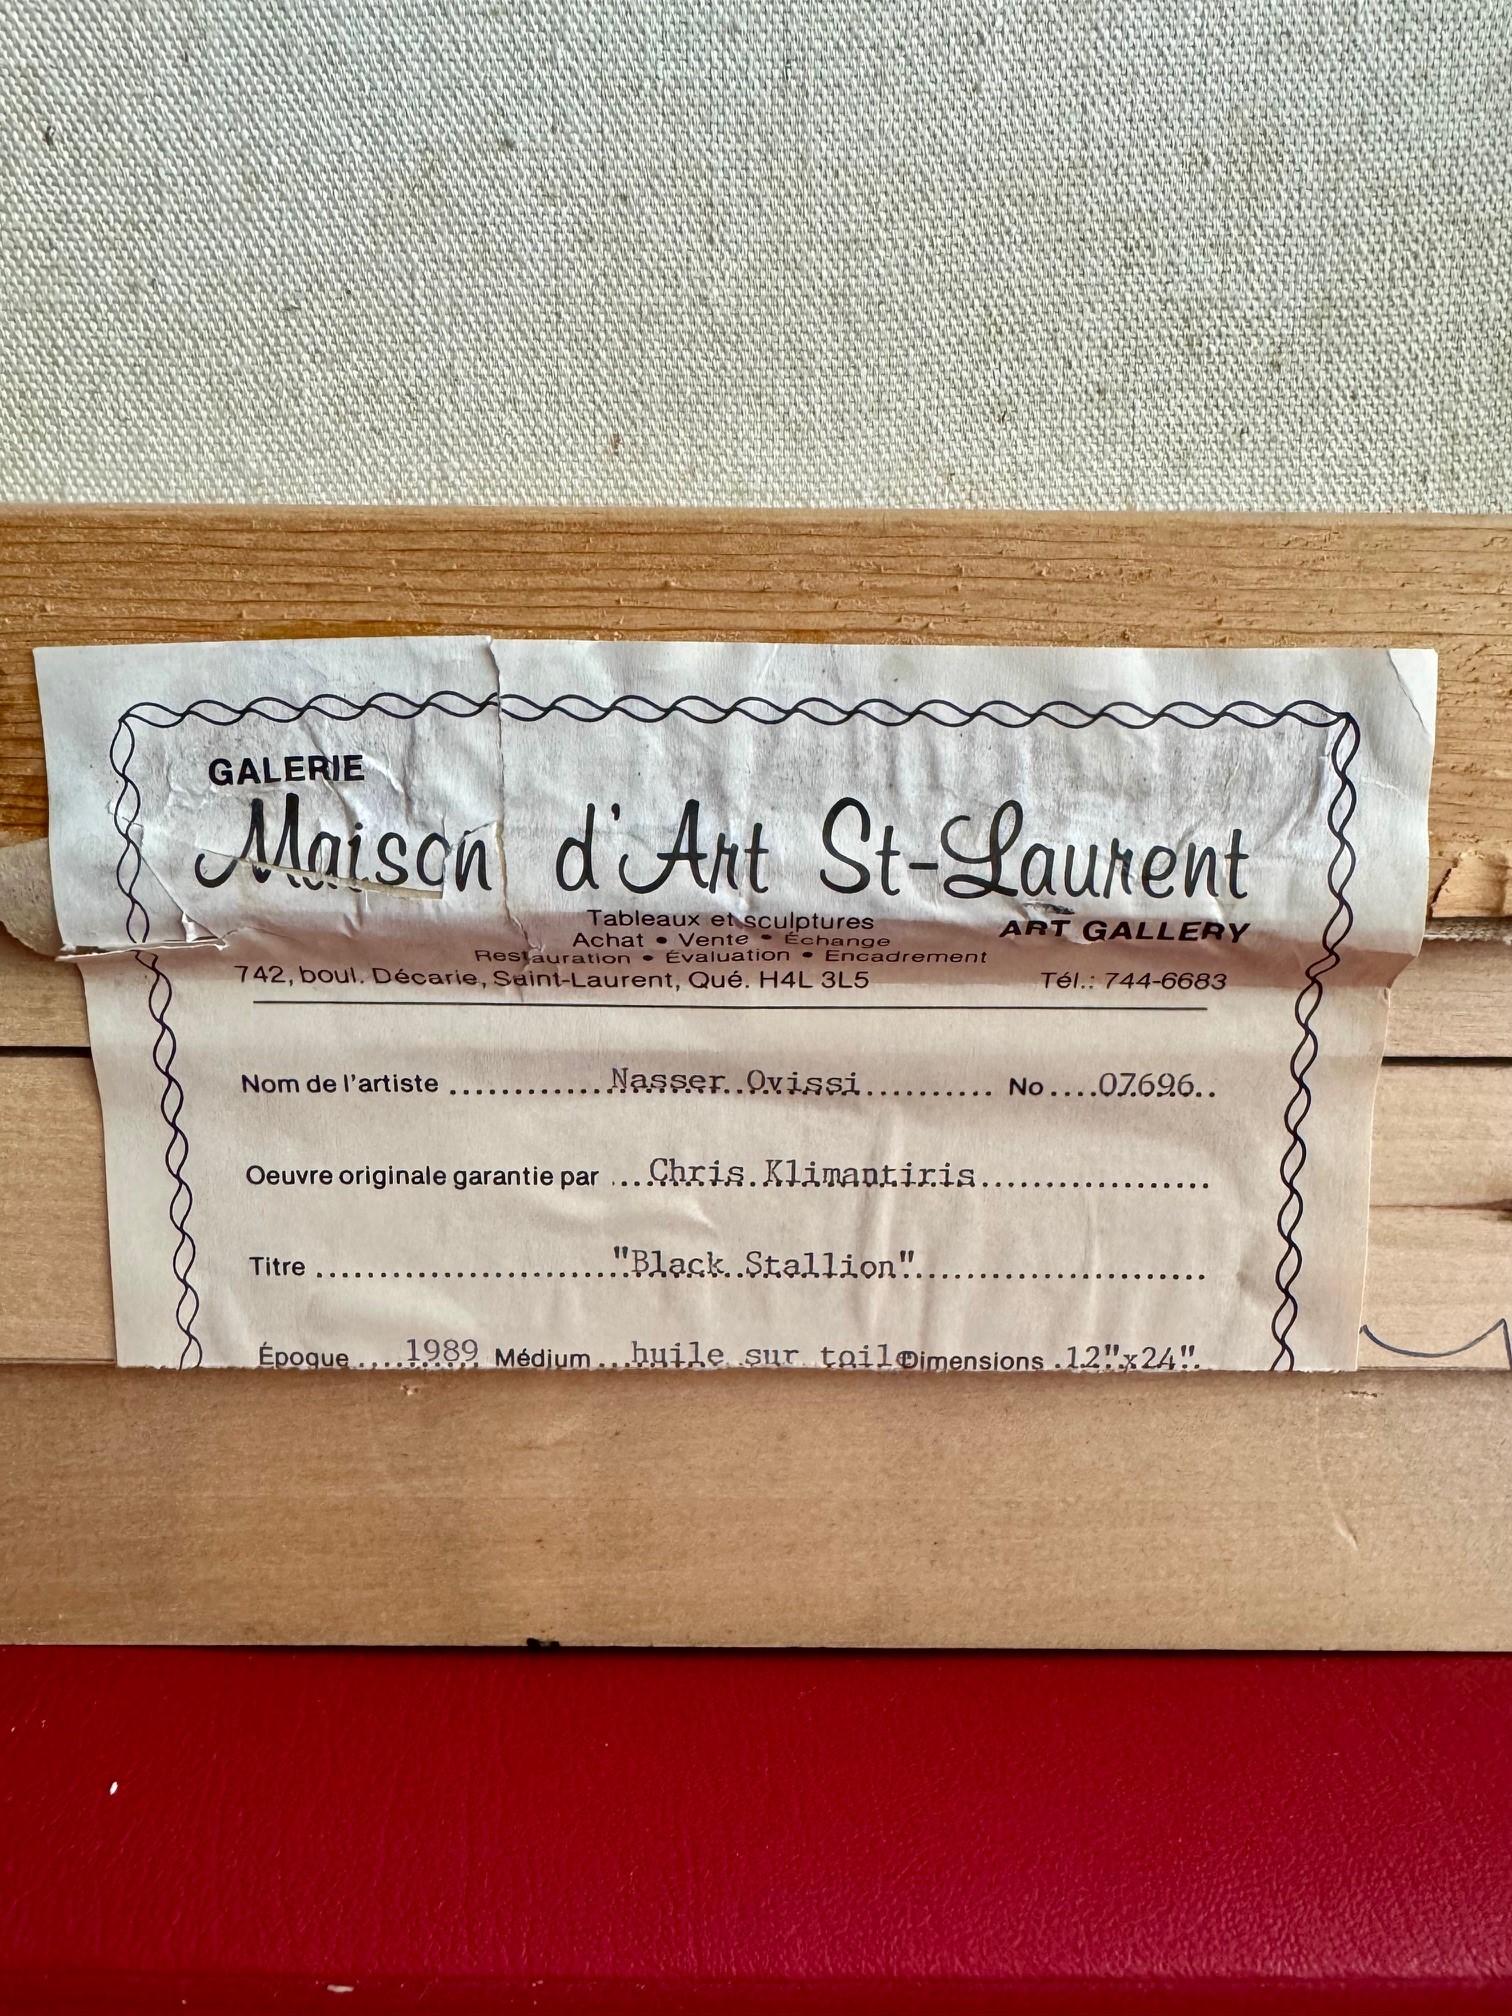 GALERIE
Maison d'Art St-Laurent
Tableaux et sculptures
ART GALLERY
Achat • Vente • Échange
Restauration • Évaluation • Encadrement
742, boul. Décarie, Saint-Laurent, Qué. H4L 3L5 Tél.: 744-6683
Nom de l'artiste ............Nasser Ovissi............ No....07696..
Oeuvre originale garantie par ...Chris Klimantiris..................
Titre ......................."Black Stallion"......................
Époque ....1989 Médium ...huile sur toile Dimensions .12"x24".